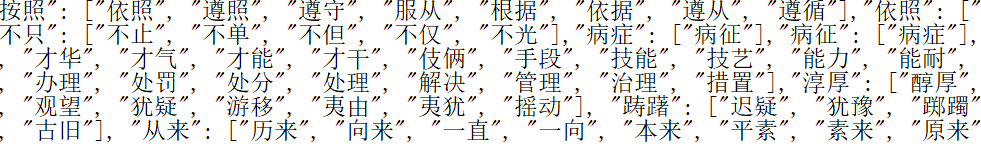 按照": ["依照", "遵照", "遵守", "服从", "根据", "依据", "遵从", "遵循"],"依照": ["
不只": ["不止", "不单", "不但", "不仅", "不光"],"病症": ["病征"],"病征": ["病症"],
, "才华", "才气", "才能", "才干", "伎俩", "手段", "技能", "技艺", "能力", "能耐",
, "办理", "处罚", "处分", "处理", "解决", "管理", "治理", "措置"], "淳厚": ["醇厚,
, "观望", "犹疑", "游移", "夷由", "夷犹", "摇动"], "踌躇": ["迟疑", "犹豫", "踯躅
, "古旧"], "从来": ["历来", "向来", "一直", "一向", "本来", "平素", "素来", "原来"